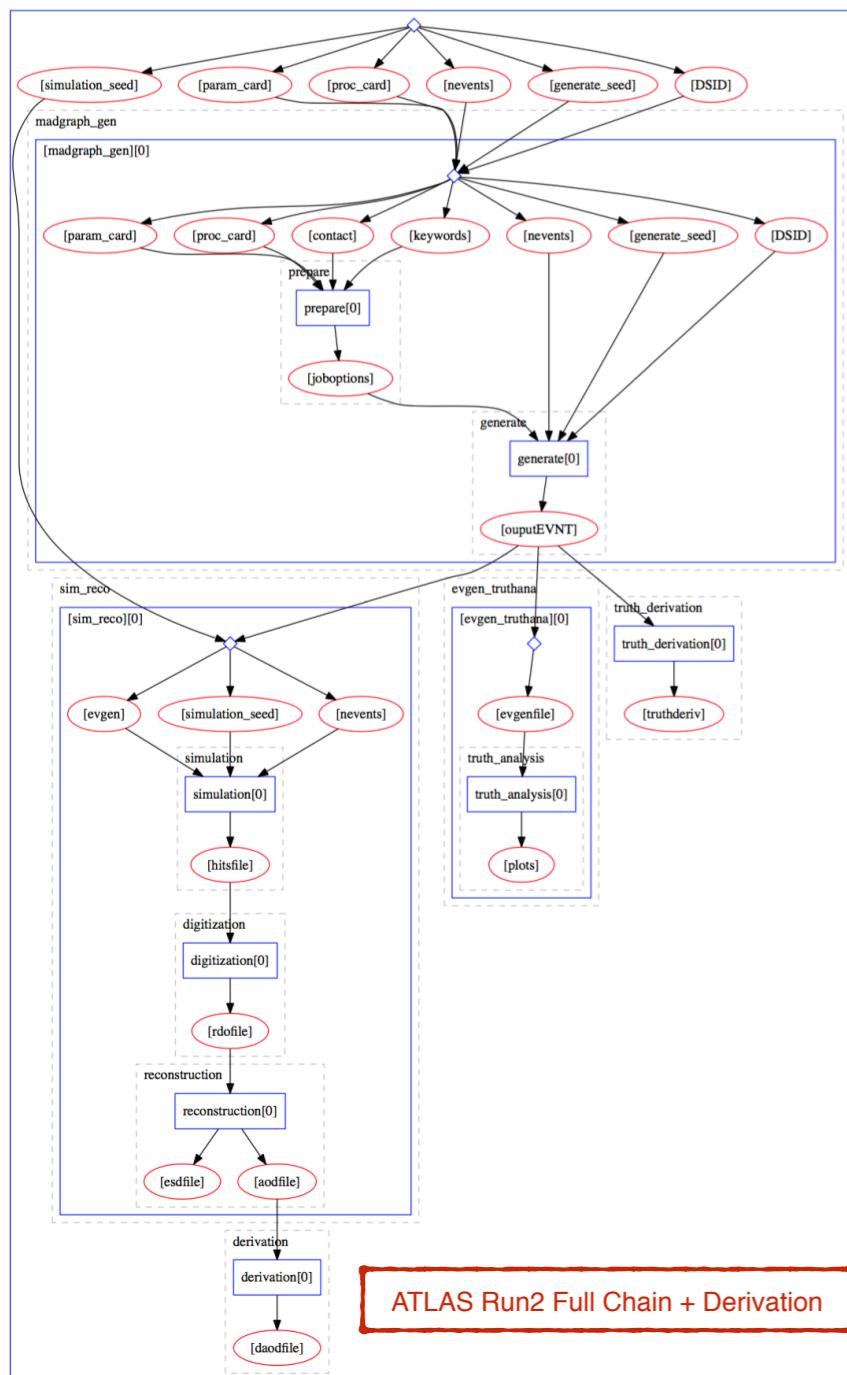 [simulation_seed] [param_card] [proc_card] [nevents] [generate_seed] [DSID]
madgraph_gen
[madgraph_gen][0]
[param_card] [proc_card] [contact] [keywords] [nevents] [generate_seed] [DSID]
prepare
prepare[0]
[joboptions]
generate
generate[0]
[ouputEVNT]
sim_reco evgen_truthana truth_derivation
[sim_reco][0] [evgen_truthana][0] truth_derivation[0]
[evgen] [simulation_seed] [nevents] [evgenfile] [truthderiv]
simulation truth_analysis
simulation[0] truth_analysis[0]
[hitsfile] [plots]
digitization
digitization[0]
[rdofile]
reconstruction
reconstruction[0]
[esdfile] [aodfile]
derivation
derivation[0]
ATLAS Run2 Full Chain + Derivation
[daodfile]